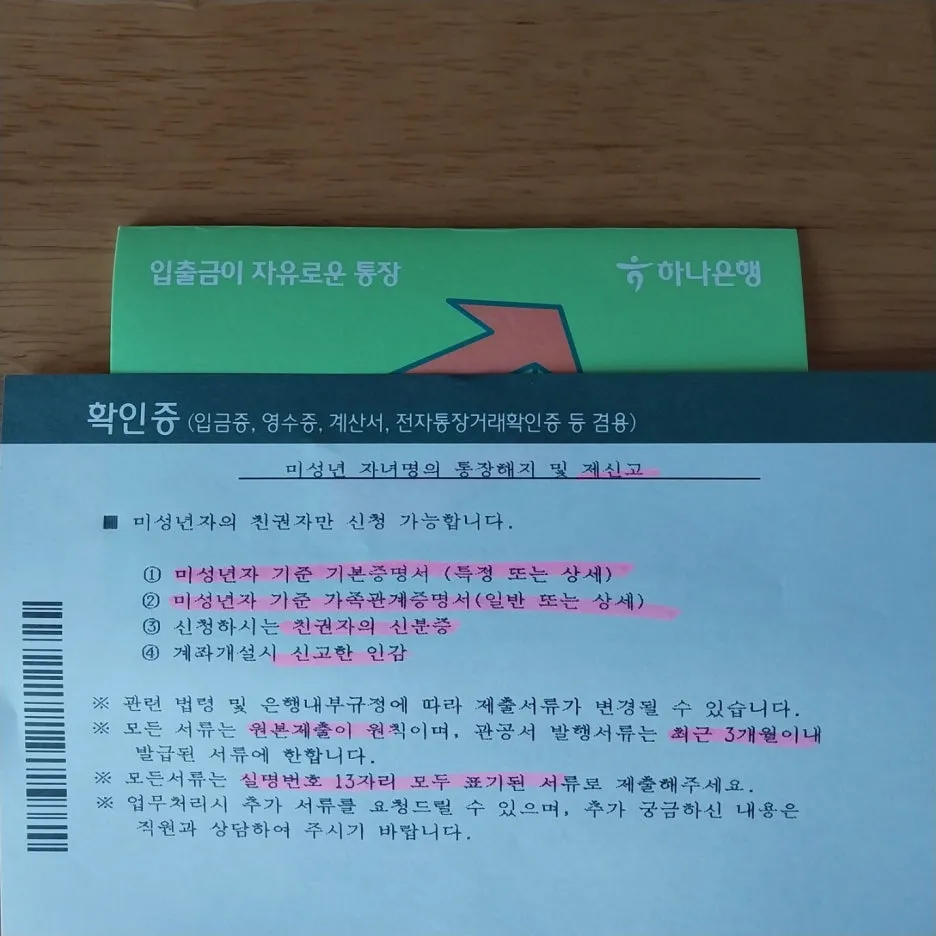 입출금이 자유로운 통장
하나은행
확인증 (입금증, 영수증, 계산서, 전자통장거래확인증 등 겸용)
미성년 자녀명의 통장해지 및 제신고
■ 미성년자의 친권자만 신청 가능합니다.
① 미성년자 기준 기본증명서 (특정 또는 상세)
② 미성년자 기준 가족관계증명서(일반 또는 상세)
③ 신청하시는 친권자의 신분증
④ 계좌개설시 신고한 인감
※ 관련 법령 및 은행내부규정에 따라 제출서류가 변경될 수 있습니다.
※ 모든 서류는 원본제출이 원칙이며, 관공서 발행서류는 최근 3개월이내
발급된 서류에 한합니다.
※ 모든서류는 실명번호 13자리 모두 표기된 서류로 제출해주세요.
※ 업무처리시 추가 서류를 요청드릴 수 있으며, 추가 궁금하신 내용은
직원과 상담하여 주시기 바랍니다.